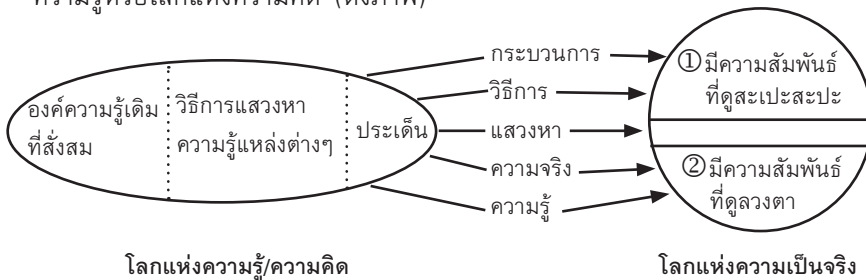 ความรู้หรือโลกแห่งความคิด (ดังภาพ)
องค์ความรู้เดิม
ที่สั่งสม
วิธีการแสวงหา
ความรู้แหล่งต่างๆ
ประเด็น
กระบวนการ
วิธีการ
แสวงหา
ความจริง
ความรู้
① มีความสัมพันธ์
ที่ดูสะเปะสะปะ
② มีความสัมพันธ์
ที่ดูลวงตา
โลกแห่งความรู้/ความคิด
โลกแห่งความเป็นจริง